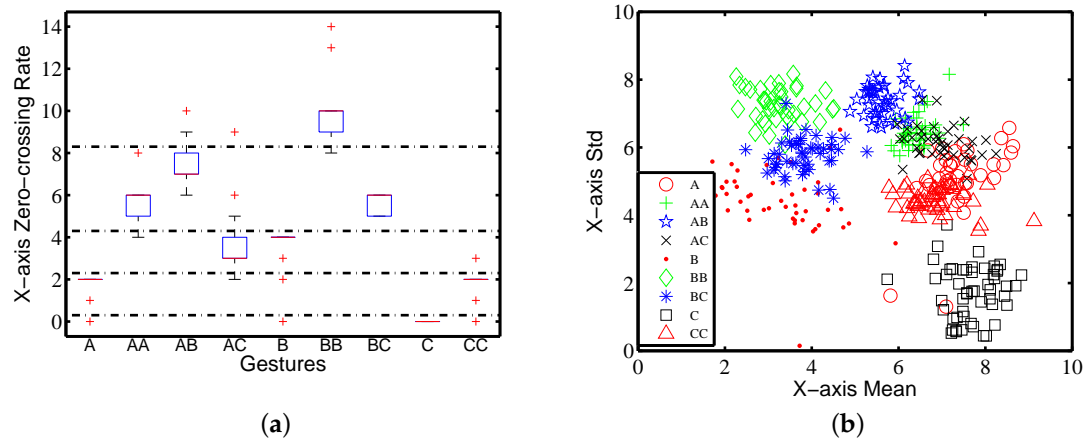 X-axis Zero-crossing Rate
14
12
10
8
6
4
2
0
A AA AB AC B BB BC C CC
Gestures
(a)
X-axis Std
10
8
6
4
2
0
A
AA
AB
AC
B
BB
BC
C
CC
0 2 4 6 8 10
X-axis Mean
(b)